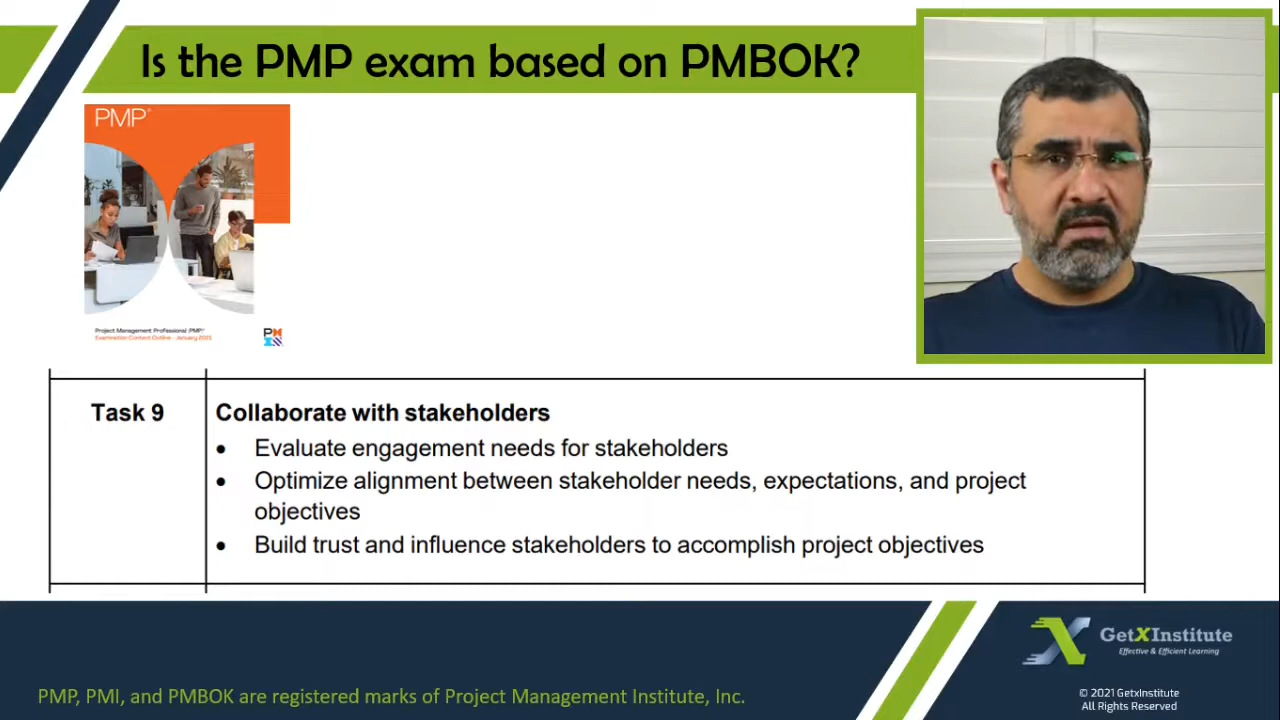 Is the PMP exam based on PMBOK?
PMP®
Project Management Professional (PMP)®
Examination Content Outline - January 2021
Task 9
Collaborate with stakeholders
• Evaluate engagement needs for stakeholders
• Optimize alignment between stakeholder needs, expectations, and project
objectives
• Build trust and influence stakeholders to accomplish project objectives
GetXInstitute
Effective & Efficient Learning
PMP, PMI, and PMBOK are registered marks of Project Management Institute, Inc.
© 2021 GetxInstitute
All Rights Reserved